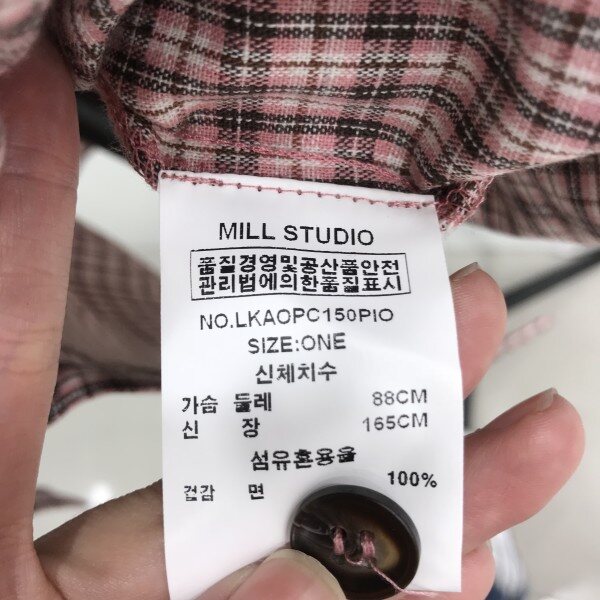 MILL STUDIO
품질경영및공산품안전
관리법에의한품질표시
NO.LKAOPC150PIO
SIZE:ONE
신체치수
가슴 둘레 88CM
신 장 165CM
섬유혼용율
겉감 면 100%